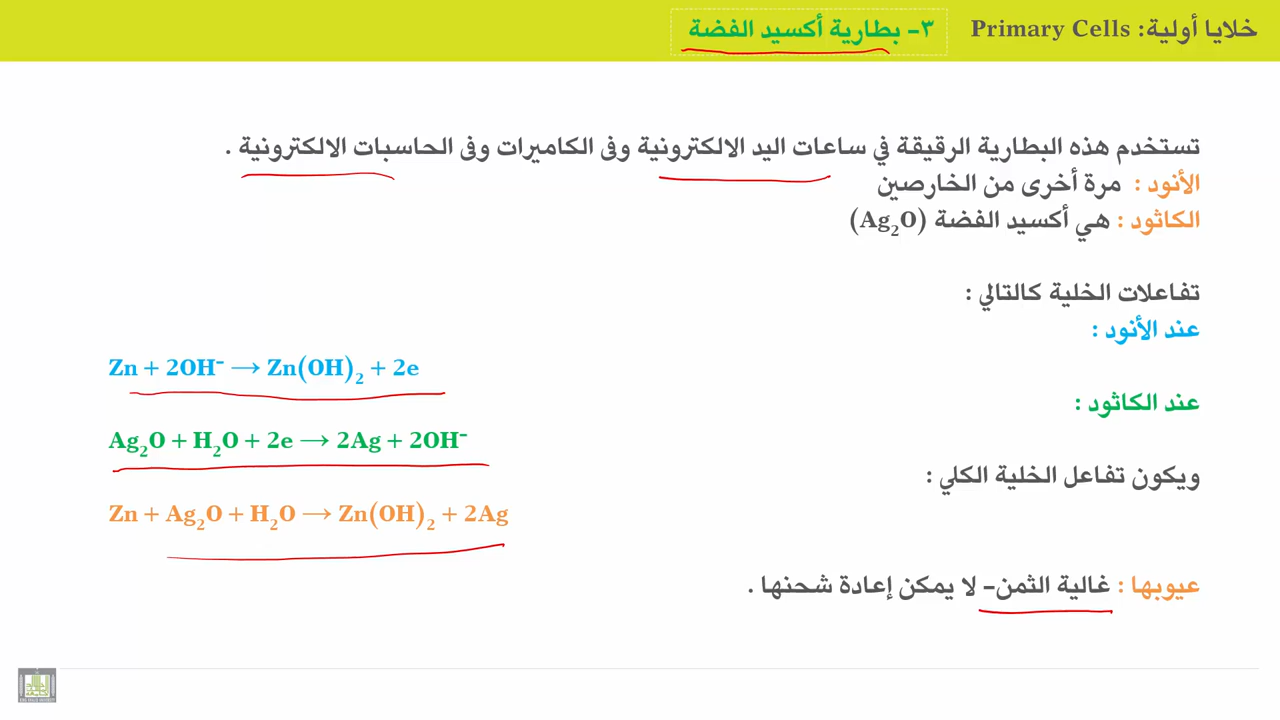 خلايا أولية: Primary Cells
٣- بطارية أكسيد الفضة
تستخدم هذه البطارية الرقيقة في ساعات اليد الالكترونية وفى الكاميرات وفى الحاسبات الالكترونية .
الأنود : مرة أخرى من الخارصين
الكاثود : هي أكسيد الفضة (Ag₂O)
تفاعلات الخلية كالتالي :
عند الأنود :
Zn + 2OH⁻ ⟶ Zn(OH)₂ + 2e
عند الكاثود :
Ag₂O + H₂O + 2e ⟶ 2Ag + 2OH⁻
ويكون تفاعل الخلية الكلي :
Zn + Ag₂O + H₂O ⟶ Zn(OH)₂ + 2Ag
عيوبها : غالية الثمن- لا يمكن إعادة شحنها .